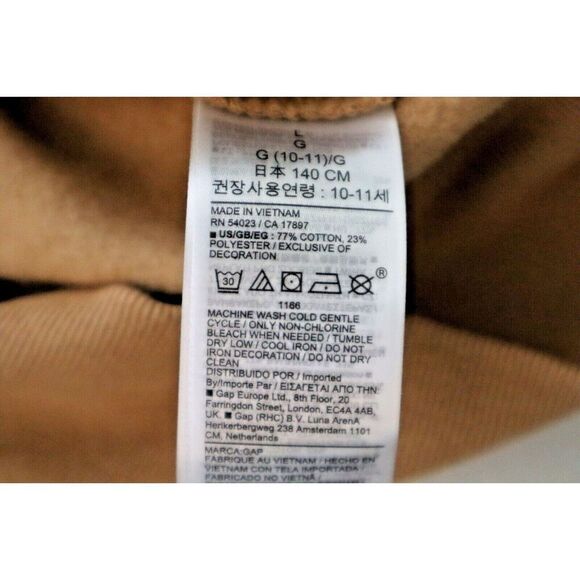 L
G
G (10-11)/G
日本 140 CM
권장사용연령 : 10-11세
MADE IN VIETNAM
RN 54023 / CA 17897
■ US/GB/EG : 77% COTTON, 23%
POLYESTER / EXCLUSIVE OF
DECORATION
30
®
1166
MACHINE WASH COLD GENTLE
CYCLE / ONLY NON-CHLORINE
BLEACH WHEN NEEDED / TUMBLE
DRY LOW / COOL IRON / DO NOT
IRON DECORATION / DO NOT DRY
CLEAN
DISTRIBUIDO POR / Imported
By/Importe Par / ΕΙΣΑΓΕΤΑΙ ΑΠΟ ΤΗΝ:
■ Gap Europe Ltd., 8th Floor, 20
Farringdon Street, London, EC4A 4AB,
UK. ■ Gap (RHC) B.V. Luna ArenA
Herikerbergweg 238 Amsterdam 1101
CM, Netherlands
MARCA:GAP
FABRIQUE AU VIETNAM / HECHO EN
VIETNAM CON TELA IMPORTADA /
FABRICADO NO VIETNÃ /